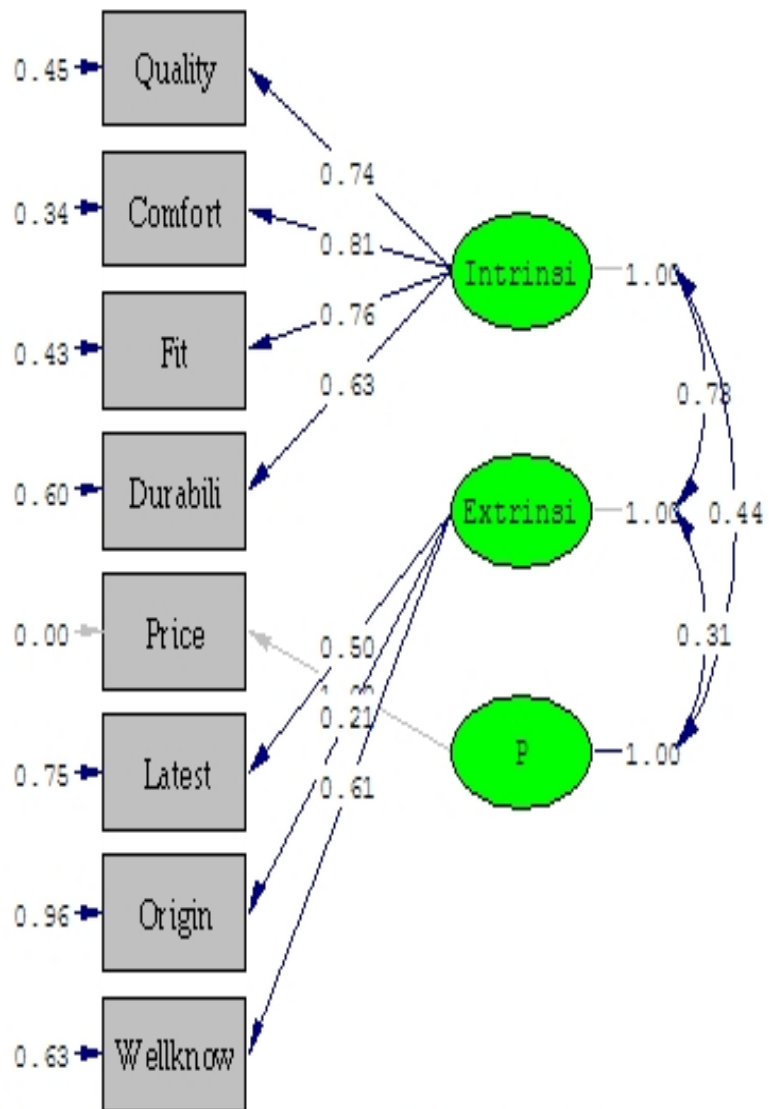 0.45 Quality
0.74
0.34 Comfort
0.81
Intrinsi 1.00
0.76
0.43 Fit
0.63
0.73
0.60 Durabili
Extrinsi 1.00 0.44
0.00 Price
0.50
0.31
0.21
P 1.00
0.75 Latest
0.61
0.96 Origin
0.63 Wellknow